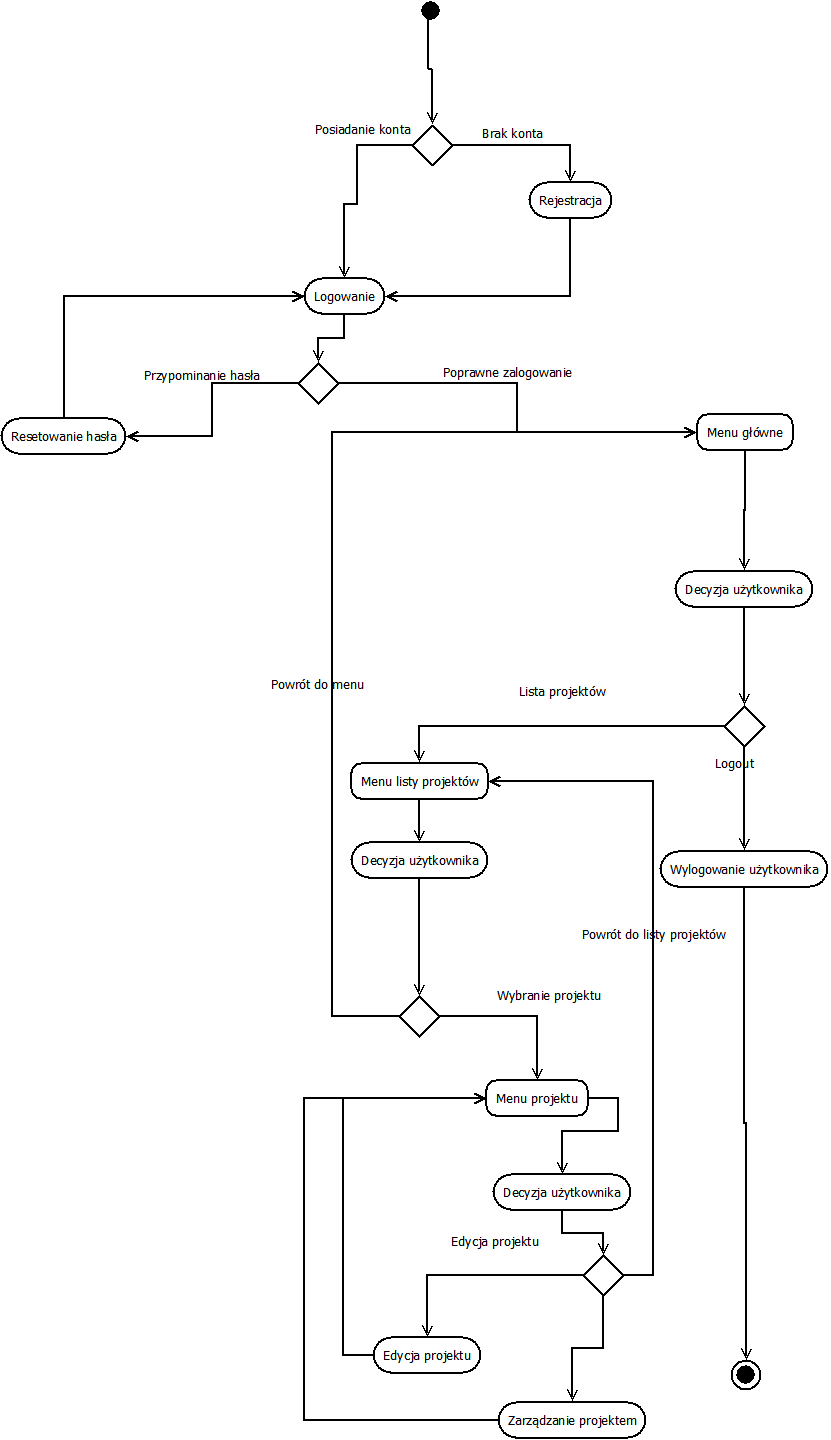 Posiadanie konta
Brak konta
Rejestracja
Logowanie
Przypominanie hasła
Poprawne zalogowanie
Resetowanie hasła
Menu główne
Decyzja użytkownika
Powrót do menu
Lista projektów
Logout
Menu listy projektów
Decyzja użytkownika
Wylogowanie użytkownika
Powrót do listy projektów
Wybranie projektu
Menu projektu
Decyzja użytkownika
Edycja projektu
Edycja projektu
Zarządzanie projektem